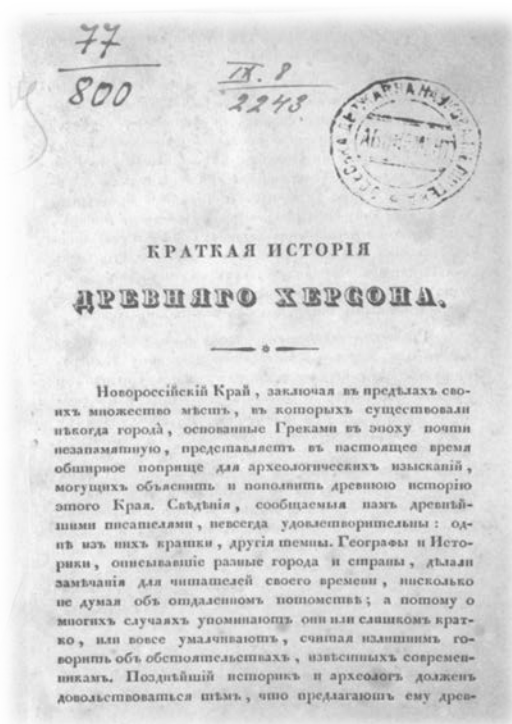 77
800
IX. 8
2243
АБОНЕМЕНТ
КРАТКАЯ ИСТОРІЯ
ДРЕВНЯГО ХЕРСОНА.
Новороссійскій Край, заключая въ предѣлахъ сво-
ихъ множество мѣстъ, въ которыхъ существовали
нѣкогда города, основанные Греками въ эпоху почти
незапамятную, представляетъ въ настоящее время
обширное поприще для археологическихъ изысканій,
могущихъ объяснить и пополнить древнюю исторію
этого Края. Свѣдѣнія, сообщаемыя намъ древнѣй-
шими писателями, невсегда удовлетворительны: од-
нѣ изъ нихъ кратки, другія темны. Географы и Исто-
рики, описывавшіе разные города и страны, дѣлали
замѣчанія для читателей своего времени, нисколько
не думая объ отдаленномъ потомствѣ; а потому о
многихъ случаяхъ упоминаютъ они или слишкомъ крат-
ко, или вовсе умалчиваютъ, считая излишнимъ го-
ворить объ обстоятельствахъ, извѣстныхъ современ-
никамъ. Позднѣйшій историкъ и археологъ долженъ
довольствоваться тѣмъ, что предлагаютъ ему древ-